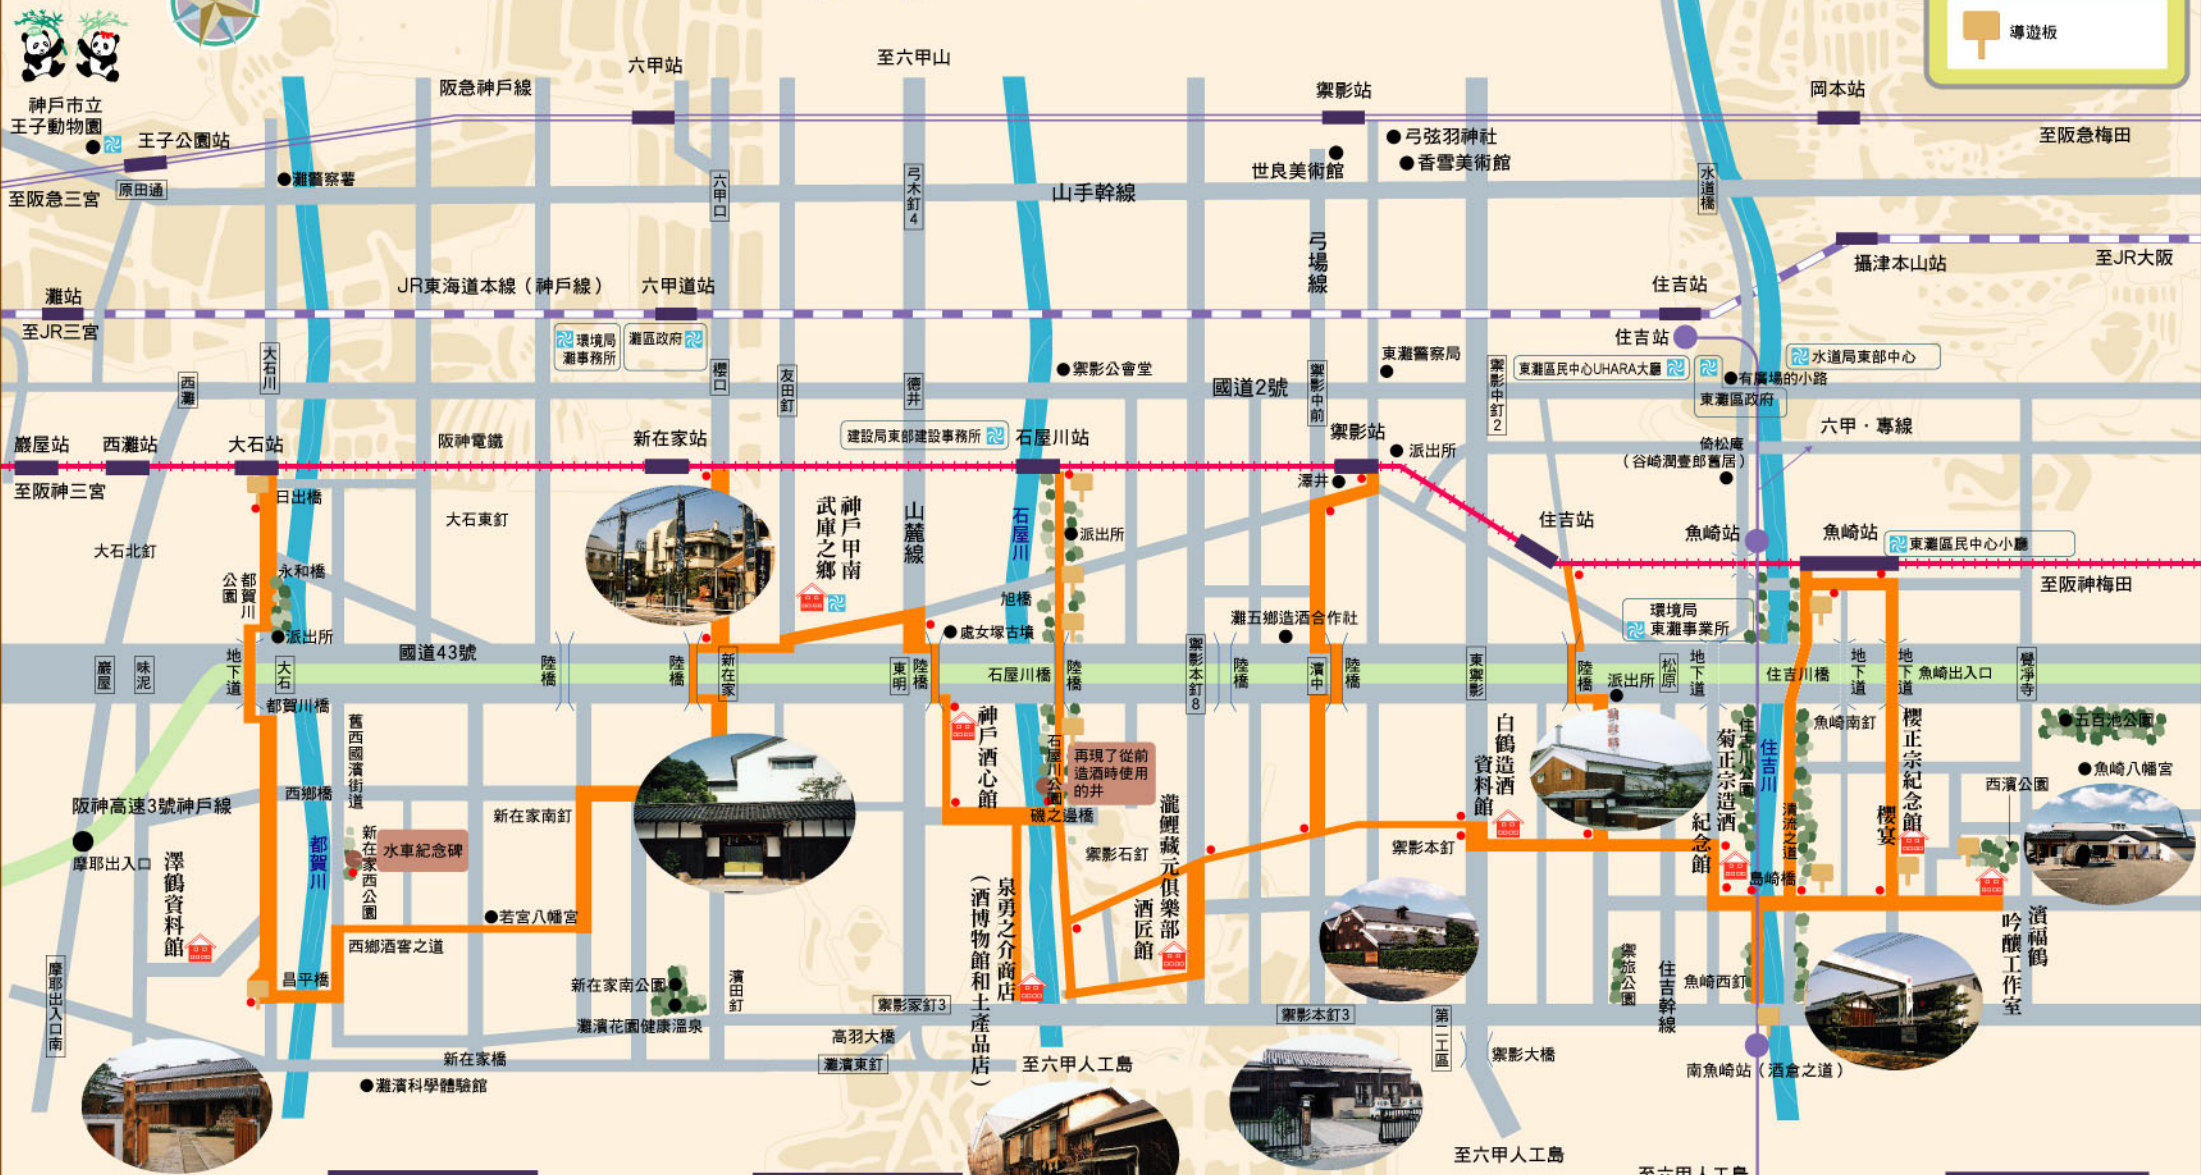 導遊板
至六甲山
六甲站
阪急神戶線
禦影站
岡本站
神戶市立
王子動物園
王子公園站
至阪急梅田
弓弦羽神社
香雪美術館
世良美術館
灘警察署
原田通
至阪急三宮
六甲口
弓木釘4
山手幹線
水道橋
弓場線
攝津本山站
至JR大阪
JR東海道本線（神戶線）
六甲道站
住吉站
灘站
至JR三宮
環境局
灘事務所
灘區政府
住吉站
大石川
西灘
櫻口
友田釘
德井
禦影公會堂
國道2號
禦影中前
東灘警察局
禦影中釘2
東灘區民中心UHARA大廳
水道局東部中心
有廣場的小路
東灘區政府
巖屋站
西灘站
大石站
阪神電鐵
新在家站
建設局東部建設事務所
石屋川站
禦影站
派出所
六甲・專線
倚松庵
（谷崎潤壹郎舊居）
至阪神三宮
日出橋
大石東釘
澤井
大石北釘
神戶甲南
武庫之鄉
山麓線
石屋川
派出所
住吉站
魚崎站
魚崎站
東灘區民中心小廳
至阪神梅田
永和橋
都賀川
公園
旭橋
處女塚古墳
灘五鄉造酒合作社
環境局
東灘事業所
派出所
國道43號
巖屋
味泥
地下道
大石
陸橋
陸橋
新在家
東明
陸橋
石屋川橋
陸橋
禦影本釘8
陸橋
濱中
陸橋
東禦影
陸橋
派出所
松原
地下道
住吉川橋
地下道
地下道
魚崎出入口
覺淨寺
都賀川橋
舊西國濱街道
神戶酒心館
石屋川公園
再現了從前
造酒時使用
的井
白鶴造酒
資料館
菊正宗造酒
紀念館
住吉川公園
住吉川
魚崎南釘
櫻正宗紀念館
櫻宴
五百池公園
魚崎八幡宮
西濱公園
西鄉橋
阪神高速3號神戶線
摩耶出入口
新在家南釘
水車紀念碑
新在家西公園
都賀川
磯之邊橋
禦影石釘
瀧鯉藏元俱樂部
酒匠館
禦影本釘
清流之道
島崎橋
澤鶴資料館
若宮八幡宮
西鄉酒窖之道
昌平橋
泉勇之介商店
（酒博物館和土產品店）
濱福鶴
吟釀工作室
摩耶出入口南
新在家南公園
灘濱花園健康溫泉
濱田釘
禦影家釘3
禦影本釘3
禦旅公園
住吉幹線
魚崎西釘
高羽大橋
新在家橋
灘濱東釘
至六甲人工島
第二工區
禦影大橋
南魚崎站（酒倉之道）
灘濱科學體驗館
至六甲人工島
至六甲人工島